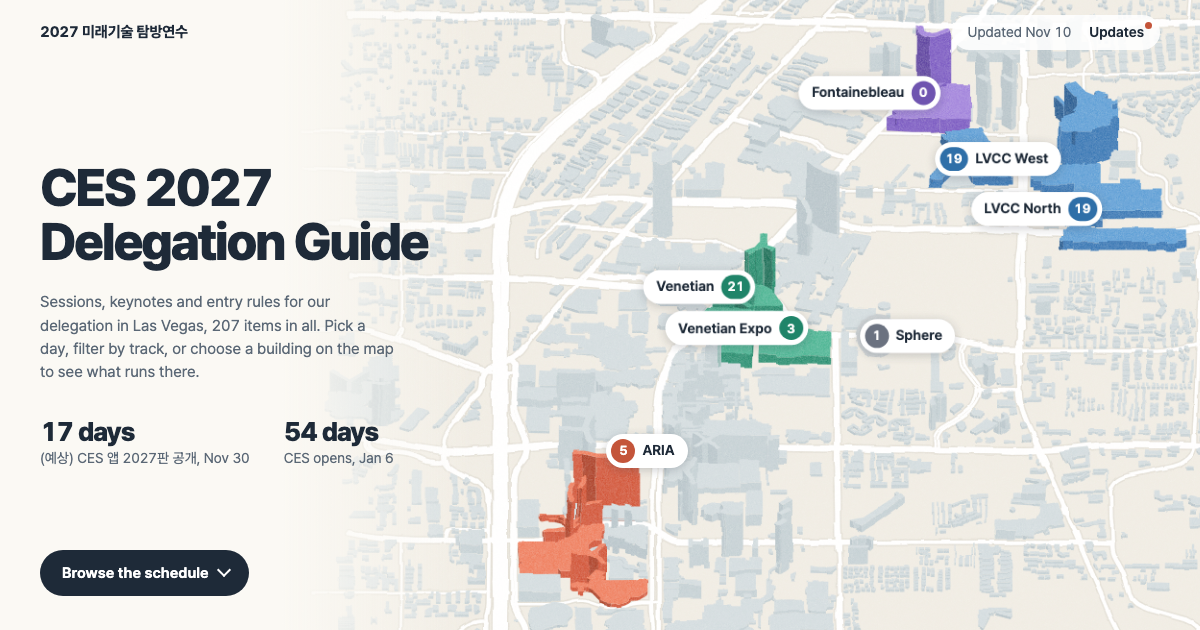 2027 미래기술 탐방연수
Updated Nov 10 Updates
Fontainebleau 0
19 LVCC West
LVCC North 19
CES 2027
Delegation Guide
Venetian 21
Sessions, keynotes and entry rules for our
delegation in Las Vegas, 207 items in all. Pick a
day, filter by track, or choose a building on the map
to see what runs there.
Venetian Expo 3
1 Sphere
17 days
(예상) CES 앱 2027판 공개, Nov 30
54 days
CES opens, Jan 6
5 ARIA
Browse the schedule